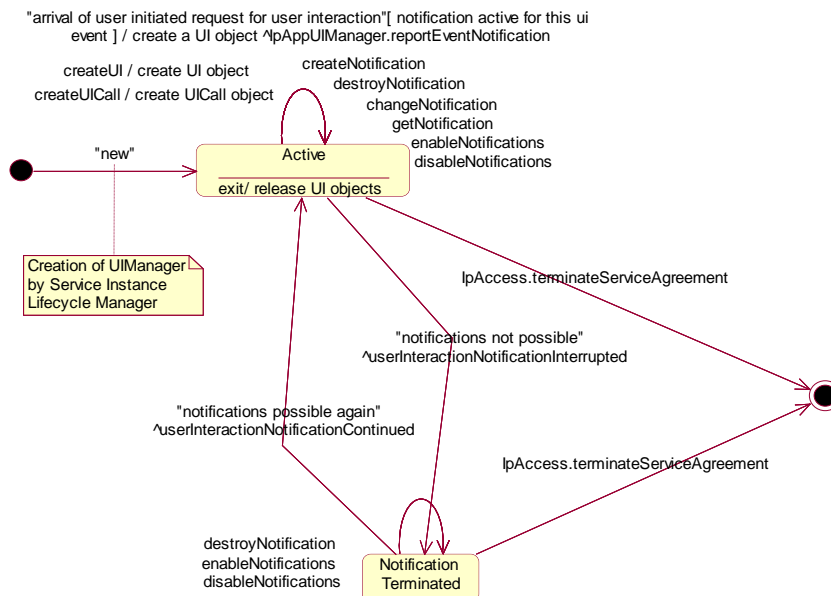 "arrival of user initiated request for user interaction"[ notification active for this ui
event ] / create a UI object ^IpAppUIManager.reportEventNotification
createUI / create UI object
createUICall / create UICall object
createNotification
destroyNotification
changeNotification
getNotification
enableNotifications
disableNotifications
"new"
Active
exit/ release UI objects
Creation of UIManager
by Service Instance
Lifecycle Manager
IpAccess.terminateServiceAgreement
"notifications not possible"
^userInteractionNotificationInterrupted
"notifications possible again"
^userInteractionNotificationContinued
IpAccess.terminateServiceAgreement
destroyNotification
enableNotifications
disableNotifications
Notification
Terminated